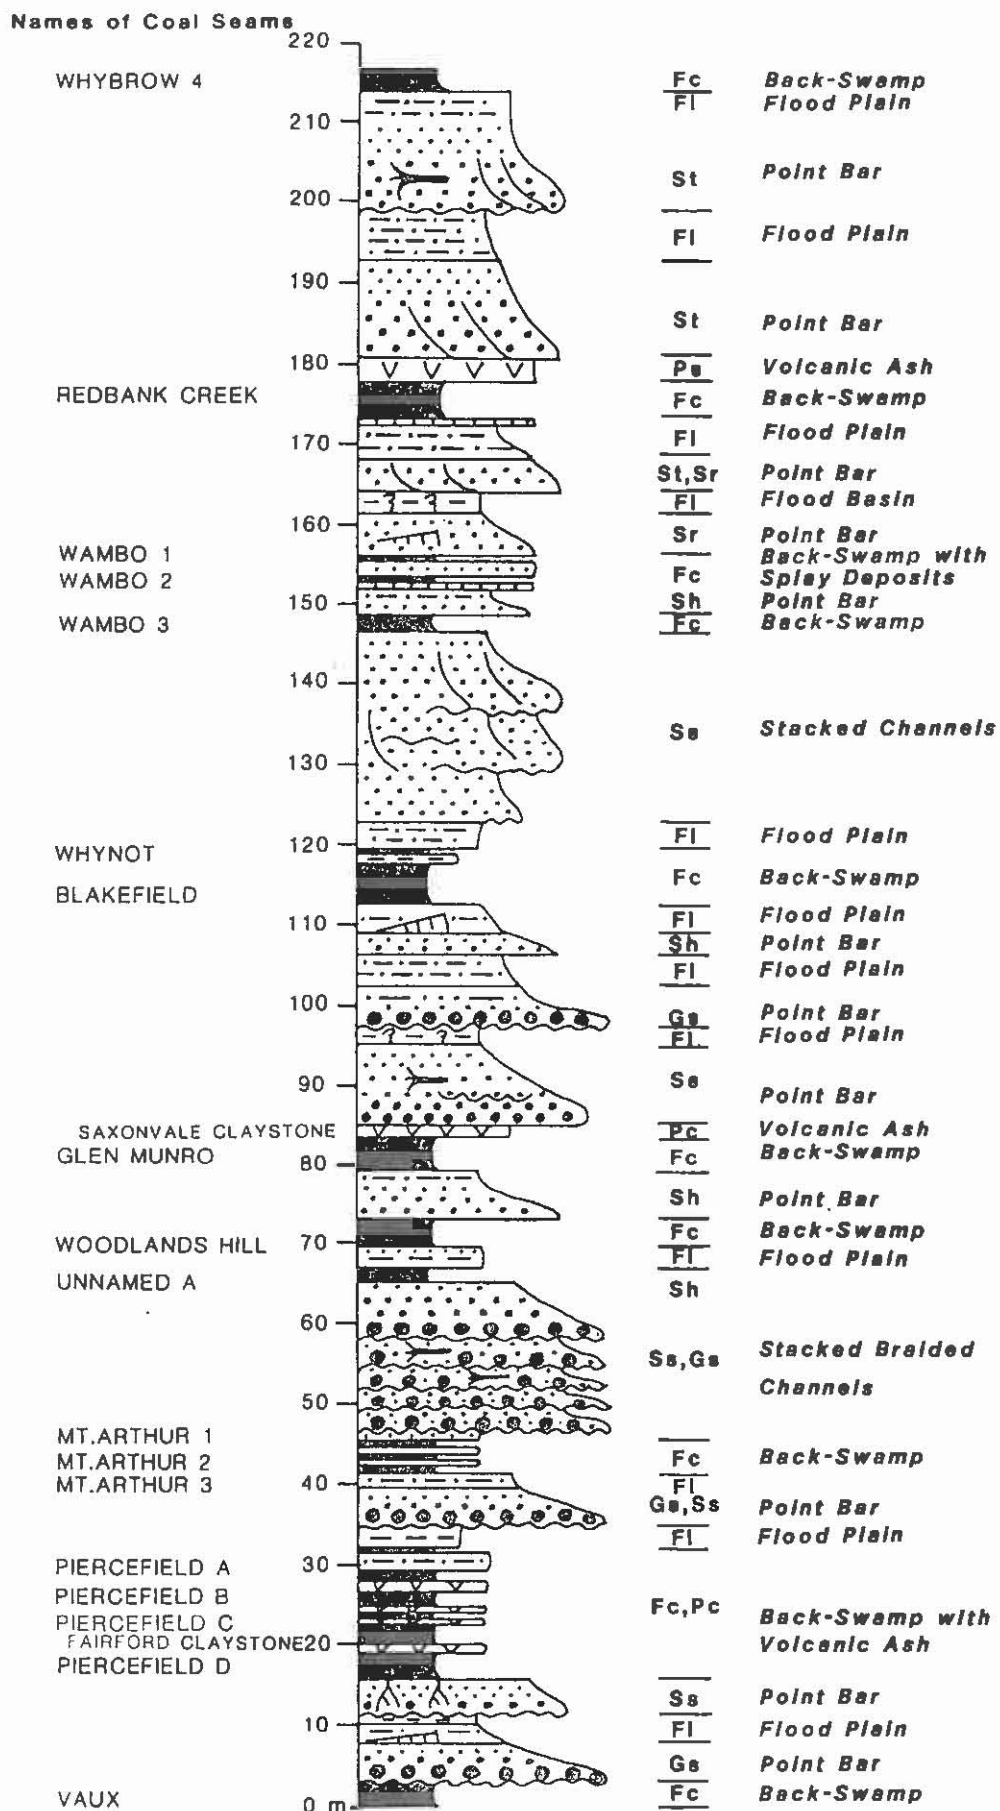 Names of Coal Seams
220
WHYBROW 4 Fc Back-Swamp
Fl Flood Plain
210
St Point Bar
200
Fl Flood Plain
190
St Point Bar
180
Ps Volcanic Ash
REDBANK CREEK Fc Back-Swamp
170 Fl Flood Plain
St,Sr Point Bar
Fl Flood Basin
160
Sr Point Bar
WAMBO 1 Back-Swamp with
WAMBO 2 Fc Splay Deposits
150 Sh Point Bar
WAMBO 3 Fc Back-Swamp
140
Ss Stacked Channels
130
Fl Flood Plain
120
WHYNOT
Fc Back-Swamp
BLAKEFIELD
110 Fl Flood Plain
Sh Point Bar
Fl Flood Plain
100
Gs Point Bar
Fl. Flood Plain
90 Ss
Point Bar
SAXONVALE CLAYSTONE Pc Volcanic Ash
GLEN MUNRO Fc Back-Swamp
80
Sh Point Bar
Fc Back-Swamp
WOODLANDS HILL 70 Fl Flood Plain
UNNAMED A Sh
60
Ss,Gs Stacked Braided
Channels
50
MT.ARTHUR 1
MT.ARTHUR 2 Fc Back-Swamp
MT.ARTHUR 3 40 Fl
Gs,Ss Point Bar
Fl Flood Plain
30
PIERCEFIELD A
PIERCEFIELD B
Fc,Pc
PIERCEFIELD C Back-Swamp with
FAIRFORD CLAYSTONE 20 Volcanic Ash
PIERCEFIELD D
Ss Point Bar
10 Fl Flood Plain
Gs Point Bar
VAUX 0 m Fc Back-Swamp